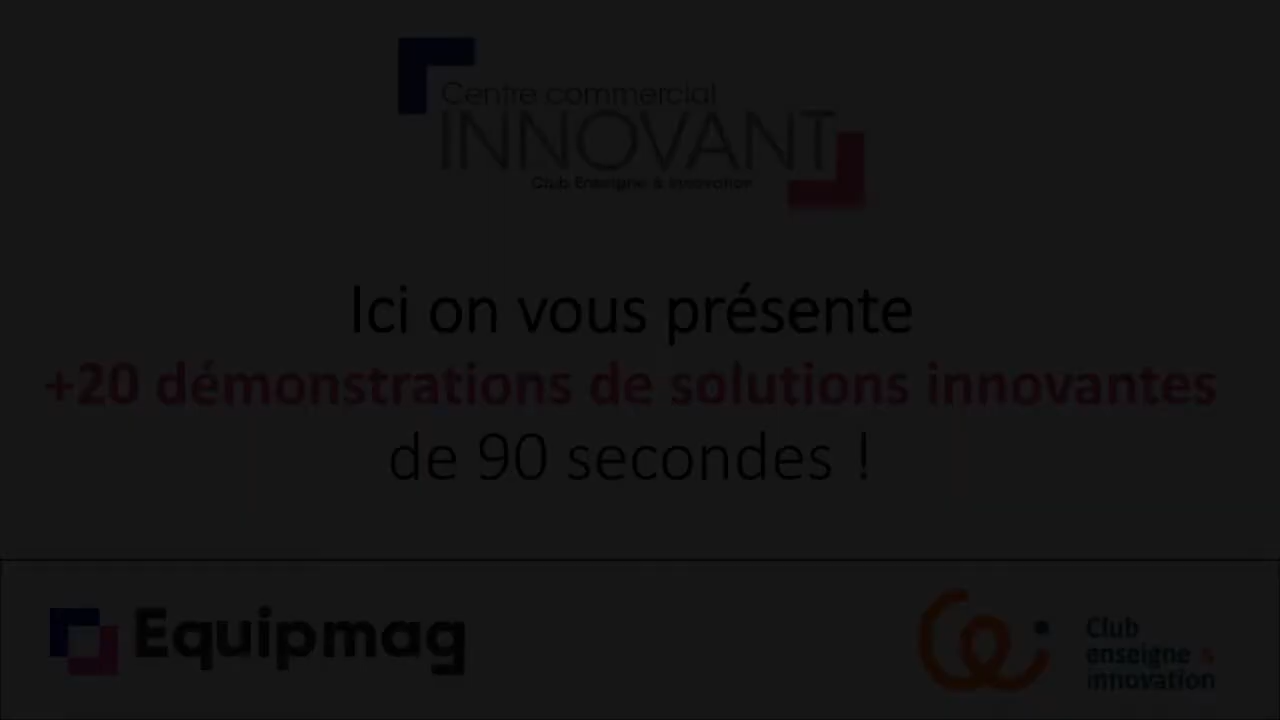 Centre commercial
INNOVANT
Club Enseigne & Innovation
Ici on vous présente
+20 démonstrations de solutions innovantes
de 90 secondes !
Equipmag
Club
enseigne &
innovation